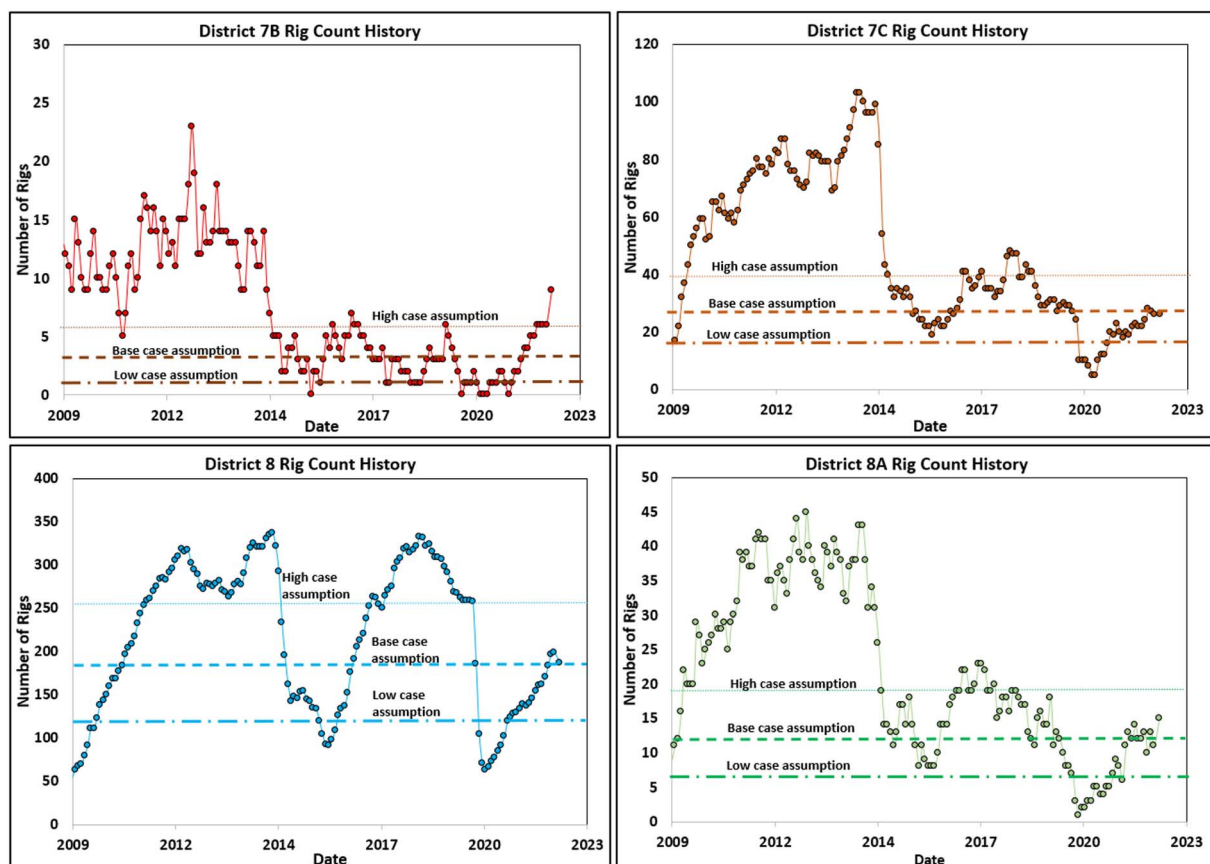 District 7B Rig Count History
30
25
20
15
10
5
0
Number of Rigs
High case assumption
Base case assumption
Low case assumption
2009 2012 2014 2017 2020 2023
Date
District 7C Rig Count History
120
100
80
60
40
20
0
Number of Rigs
High case assumption
Base case assumption
Low case assumption
2009 2012 2014 2017 2020 2023
Date
District 8 Rig Count History
400
350
300
250
200
150
100
50
0
Number of Rigs
High case
assumption
Base case
assumption
Low case
assumption
2009 2012 2014 2017 2020 2023
Date
District 8A Rig Count History
50
45
40
35
30
25
20
15
10
5
0
Number of Rigs
High case assumption
Base case assumption
Low case assumption
2009 2012 2014 2017 2020 2023
Date